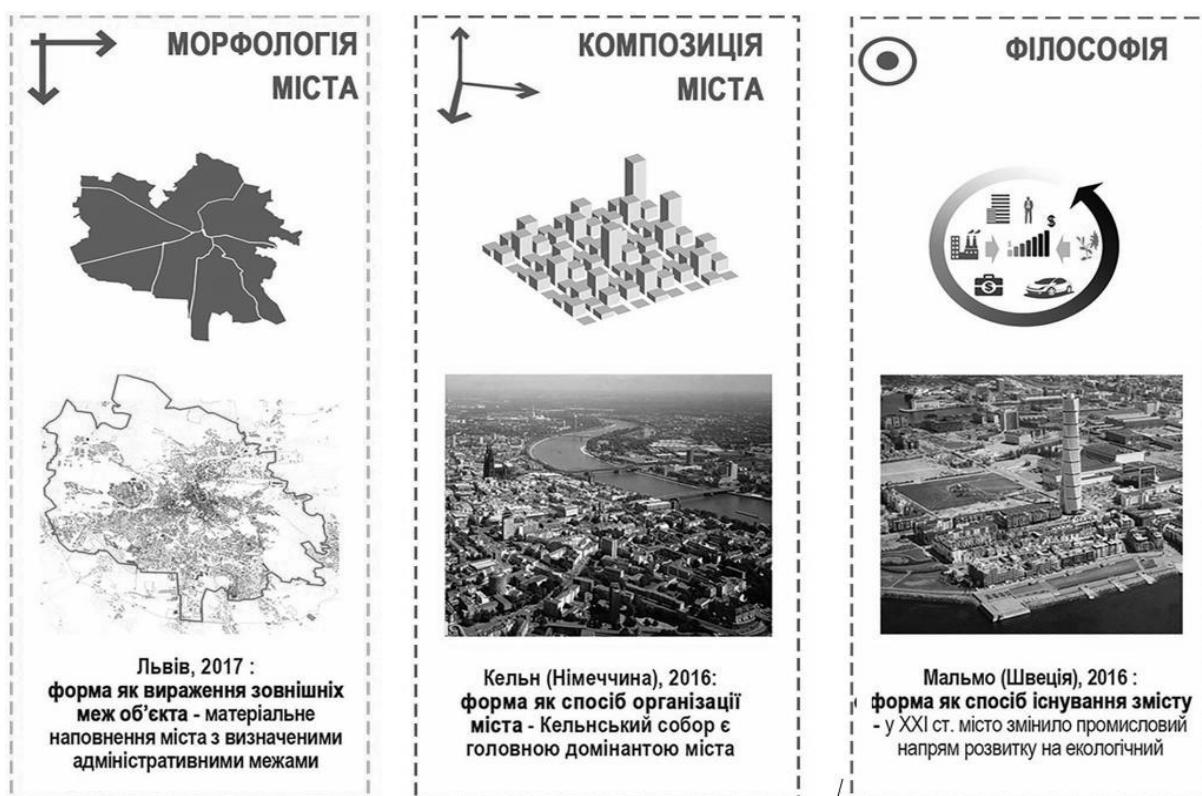 МОРФОЛОГІЯ
МІСТА
Львів, 2017 :
форма як вираження зовнішніх
меж об’єкта - матеріальне
наповнення міста з визначеними
адміністративними межами
КОМПОЗИЦІЯ
МІСТА
Кельн (Німеччина), 2016:
форма як спосіб організації
міста - Кельнський собор є
головною домінантою міста
ФІЛОСОФІЯ
$
$
$
Мальмо (Швеція), 2016 :
форма як спосіб існування змісту
- у XXI ст. місто змінило промисловий
напрям розвитку на екологічний
/